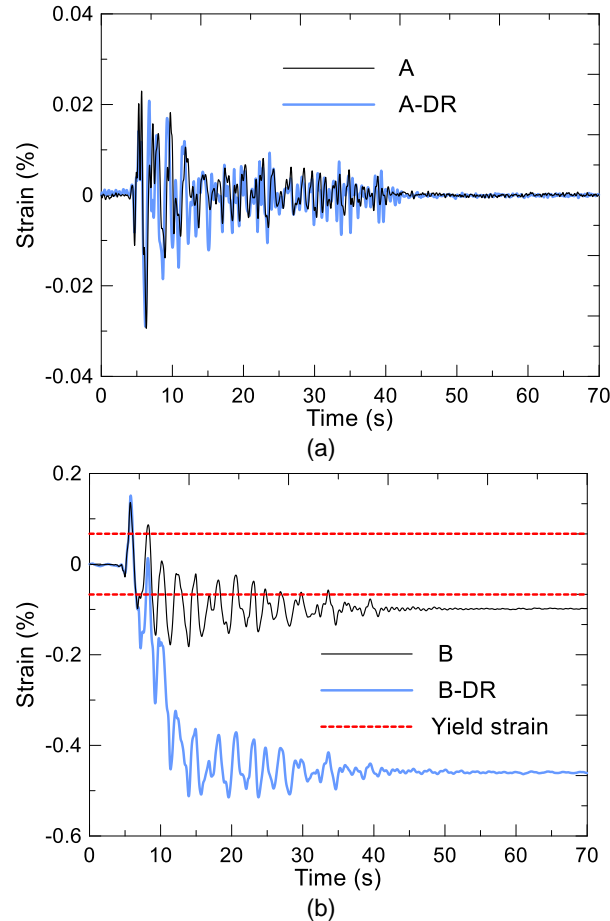 0.04
A
A-DR
0.02
0
-0.02
-0.04
Strain (%)
0 10 20 30 40 50 60 70
Time (s)
(a)
0.2
0
-0.2
-0.4
-0.6
Strain (%)
B
B-DR
Yield strain
0 10 20 30 40 50 60 70
Time (s)
(b)